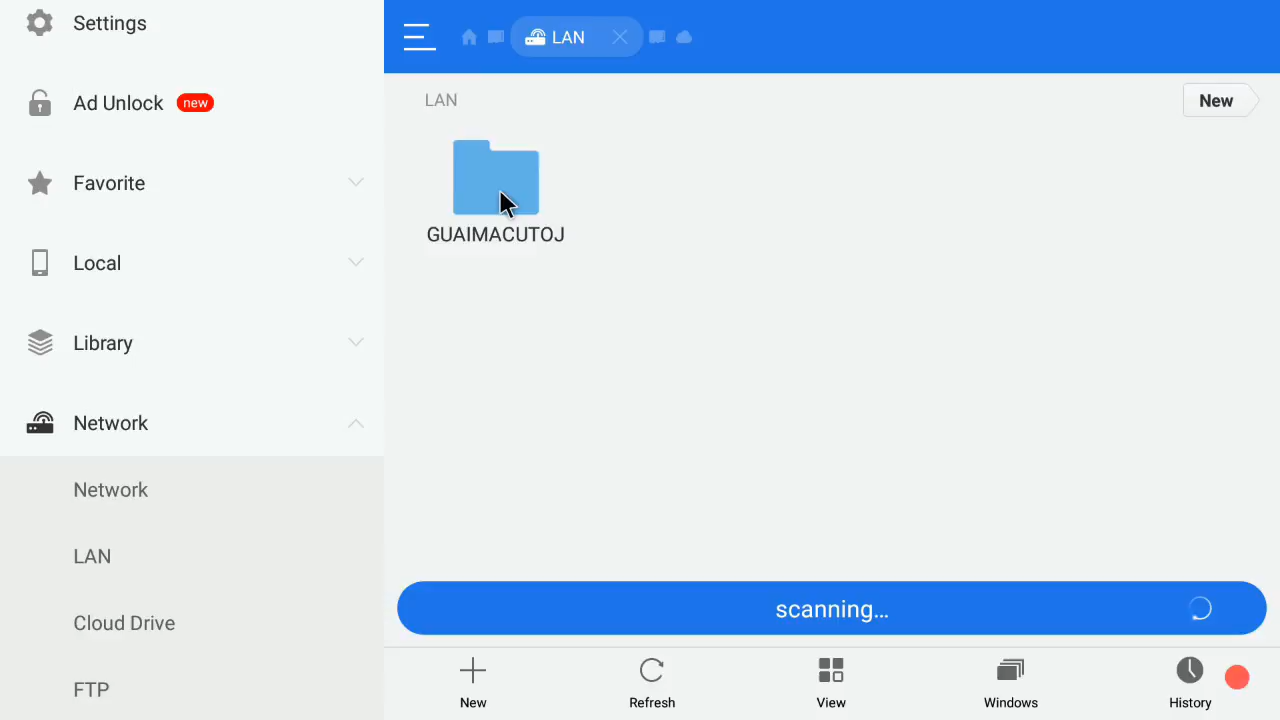 Settings
Ad Unlock new
Favorite
Local
Library
Network
Network
LAN
Cloud Drive
FTP
LAN
LAN
New
GUAIMACUTOJ
scanning...
New
Refresh
View
Windows
History